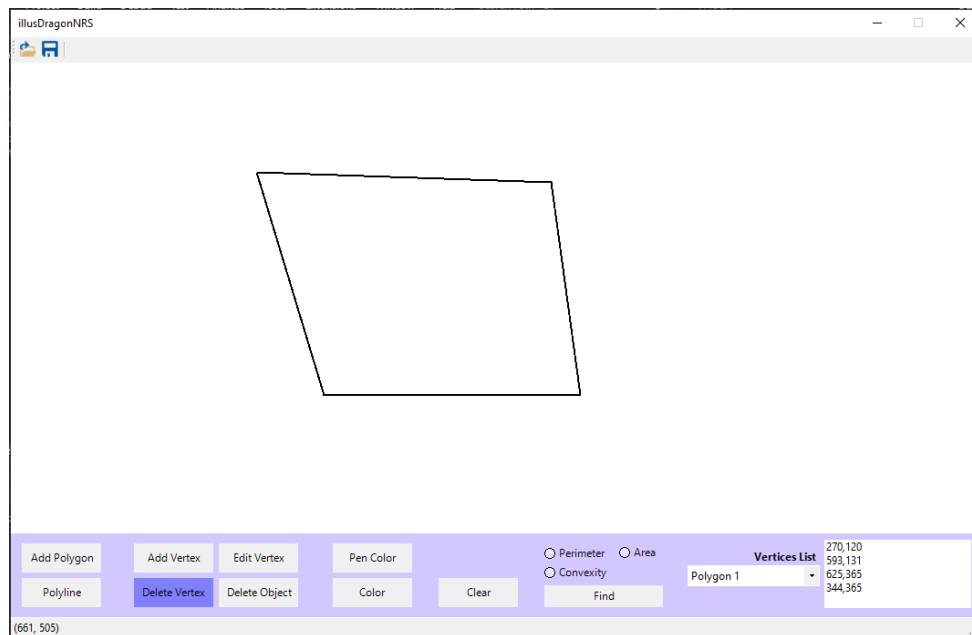 illusDragonNRS
Add Polygon
Add Vertex
Edit Vertex
Pen Color
Perimeter
Area
Convexity
Vertices List
Polygon 1
270,120
593,131
625,365
344,365
Polyline
Delete Vertex
Delete Object
Color
Clear
Find
(661, 505)